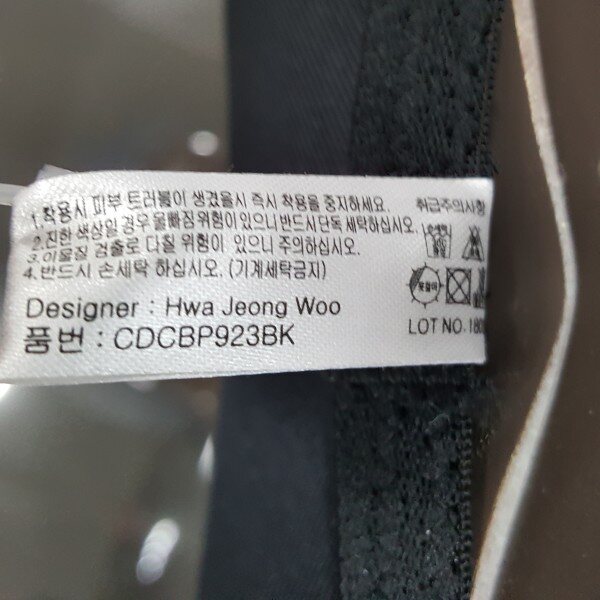 1. 착용시 피부 트러블이 생겼을시 즉시 착용을 중지하세요.
2. 진한 색상일 경우 물빠짐 위험이 있으니 반드시 단독 세탁하십시오.
3. 이물질 검출로 다칠 위험이 있으니 주의하십시오.
4. 반드시 손세탁 하십시오. (기계세탁금지)
Designer : Hwa Jeong Woo
품번 : CDCBP923BK
취급주의사항
LOT NO. 180